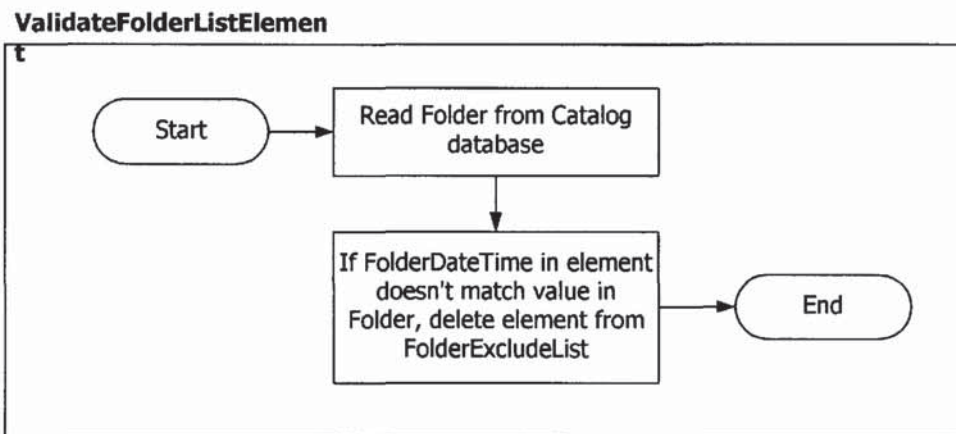 ValidateFolderListElemen
t
Start
Read Folder from Catalog
database
If FolderDateTime in element
doesn't match value in
Folder, delete element from
FolderExcludeList
End